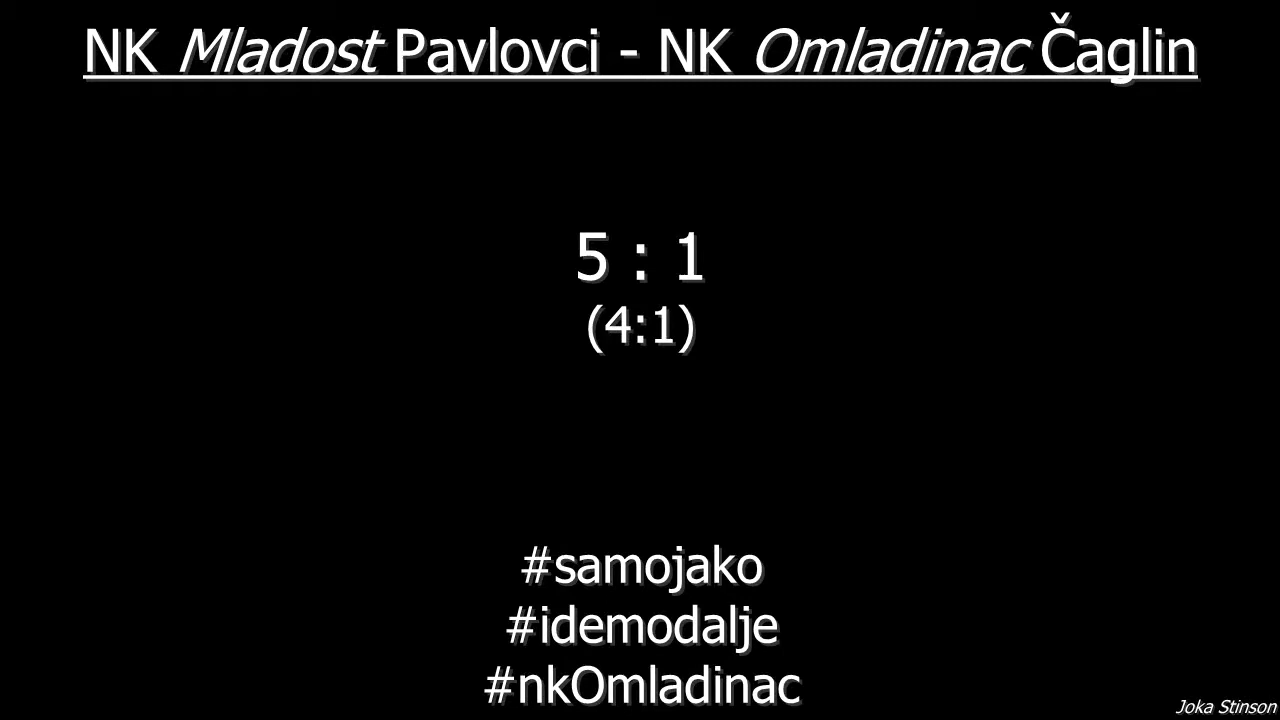 NK Mladost Pavlovci - NK Omladinac Čaglin
5 : 1
(4:1)
#samojako
#idemodalje
#nkOmladinac
Joka Stinson